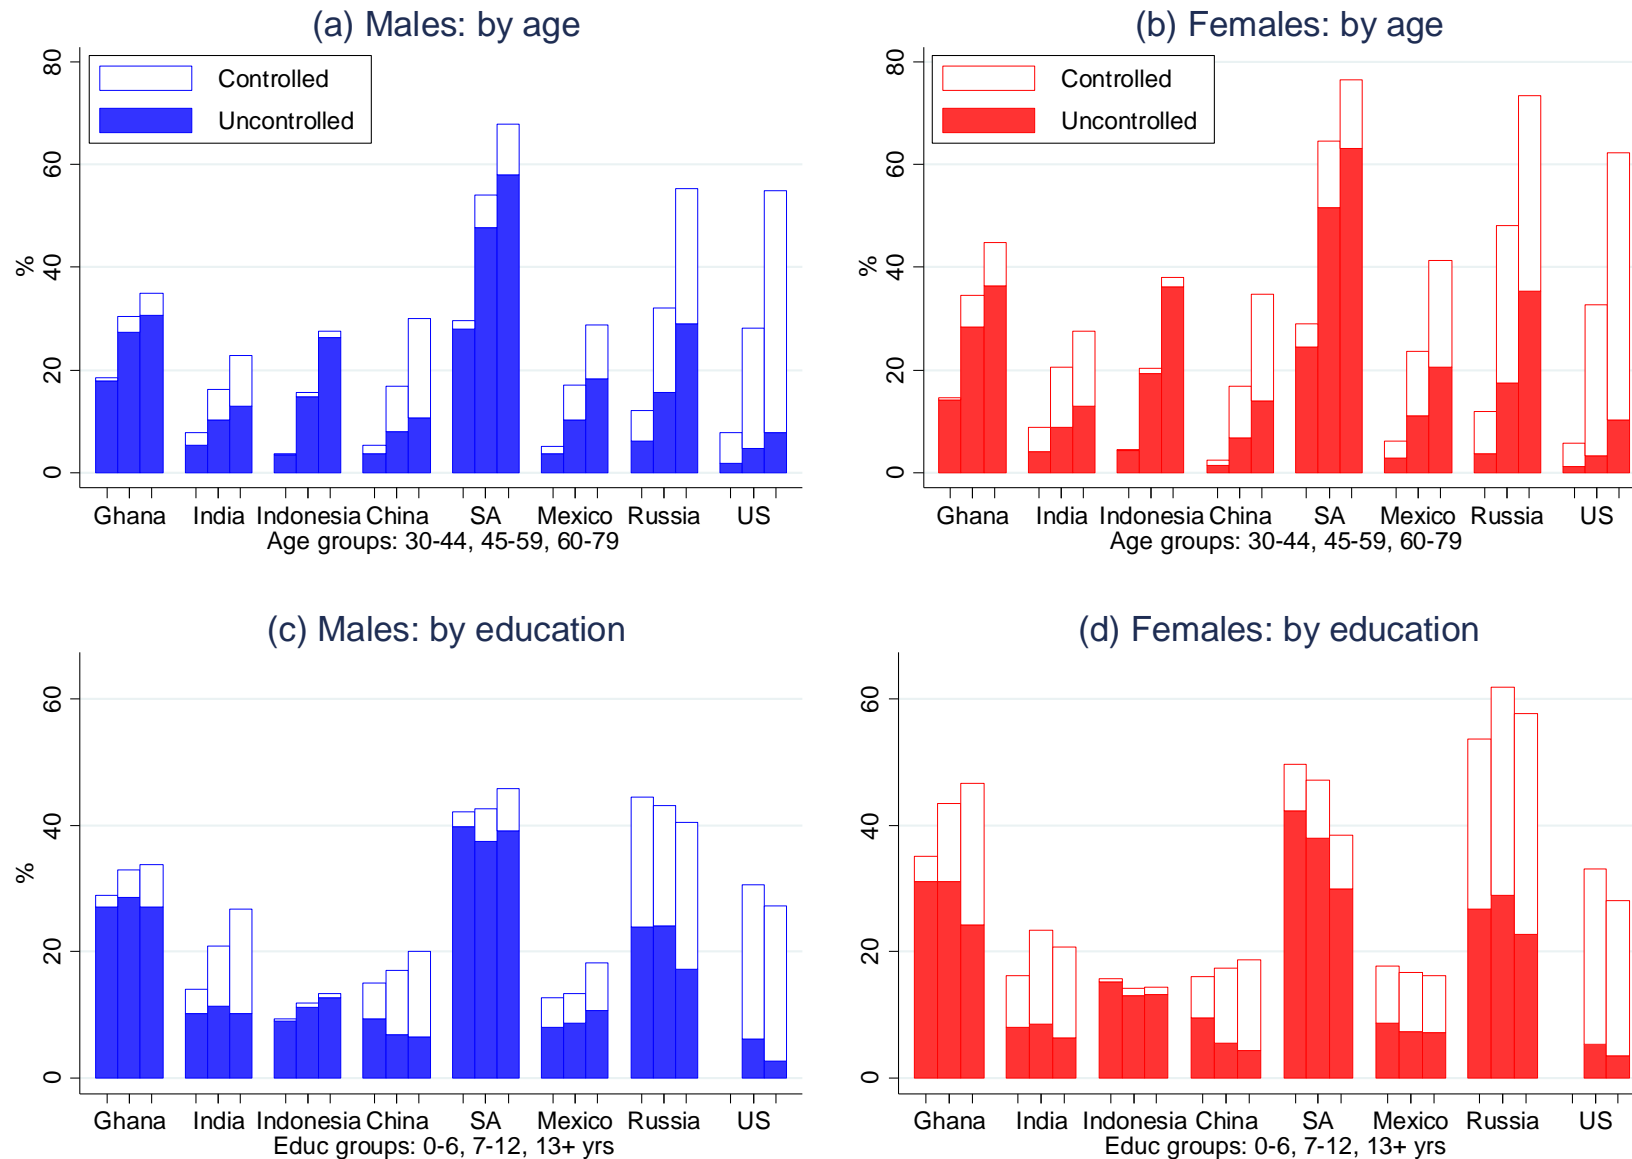 (a) Males: by age
80
60
40
20
0
%
Controlled
Uncontrolled
Ghana India Indonesia China SA Mexico Russia US
Age groups: 30-44, 45-59, 60-79
(b) Females: by age
80
60
40
20
0
%
Controlled
Uncontrolled
Ghana India Indonesia China SA Mexico Russia US
Age groups: 30-44, 45-59, 60-79
(c) Males: by education
60
40
20
0
%
Ghana India Indonesia China SA Mexico Russia US
Educ groups: 0-6, 7-12, 13+ yrs
(d) Females: by education
60
40
20
0
Ghana India Indonesia China SA Mexico Russia US
Educ groups: 0-6, 7-12, 13+ yrs